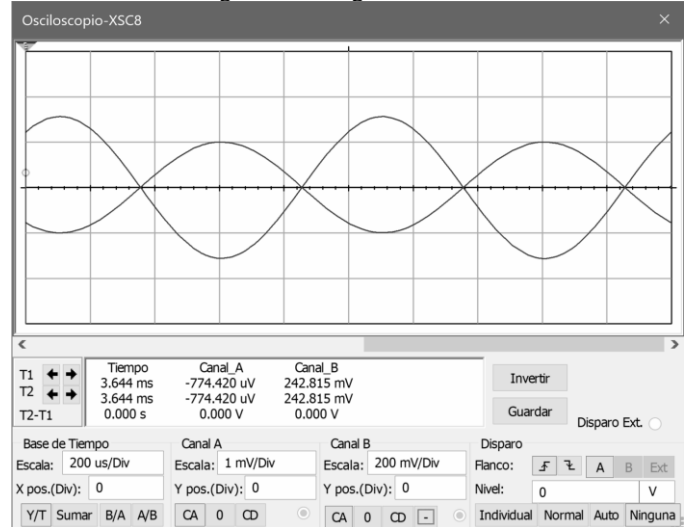 Osciloscopio-XSC8
T1
T2
T2-T1
Tiempo Canal_A Canal_B
3.644 ms -774.420 uV 242.815 mV
3.644 ms -774.420 uV 242.815 mV
0.000 s 0.000 V 0.000 V
Invertir
Guardar
Disparo Ext.
Base de Tiempo
Escala: 200 us/Div
X pos.(Div): 0
Y/T Sumar B/A A/B
Canal A
Escala: 1 mV/Div
Y pos.(Div): 0
CA 0 CD
Canal B
Escala: 200 mV/Div
Y pos.(Div): 0
CA 0 CD -
Disparo
Flanco: A B Ext
Nivel: 0 V
Individual Normal Auto Ninguna